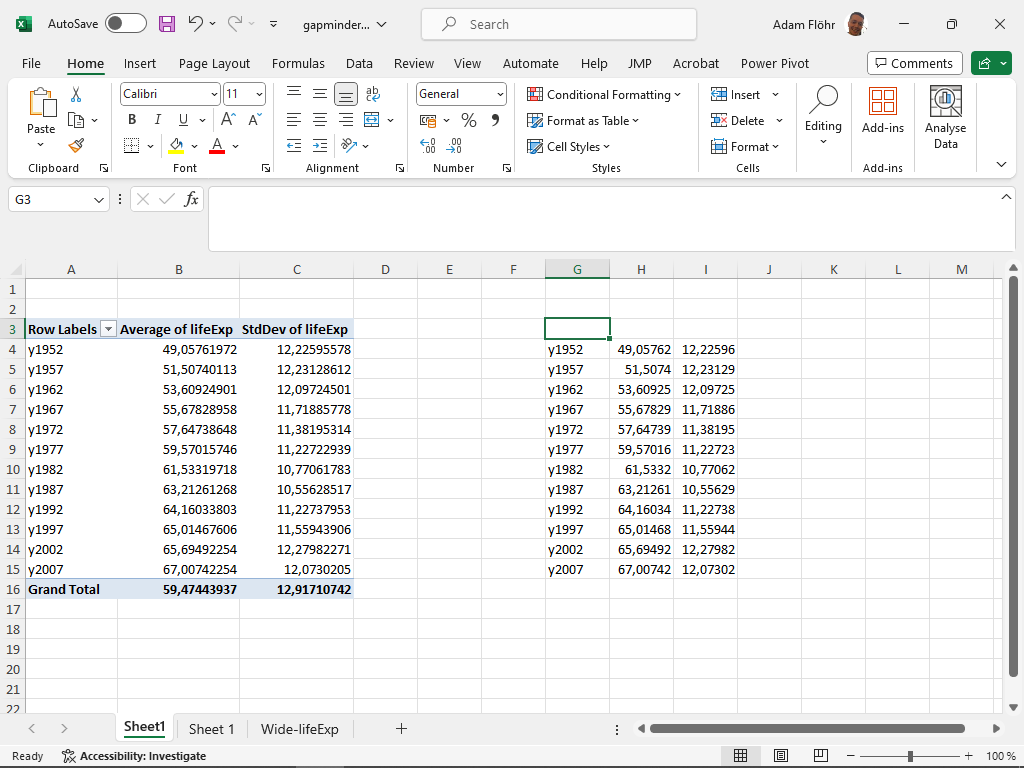 AutoSave gapminder... Search Adam Flöhr
File Home Insert Page Layout Formulas Data Review View Automate Help JMP Acrobat Power Pivot Comments
Calibri 11 General Conditional Formatting Insert
Paste B I U A A % Format as Table Delete Editing Add-ins Analyse Data
A Cell Styles Format
Clipboard Font Alignment Number Styles Cells Add-ins
G3 fx
A B C D E F G H I J K L M
1
2
3 Row Labels Average of lifeExp StdDev of lifeExp
4 y1952 49,05761972 12,22595578 y1952 49,05762 12,22596
5 y1957 51,50740113 12,23128612 y1957 51,5074 12,23129
6 y1962 53,60924901 12,09724501 y1962 53,60925 12,09725
7 y1967 55,67828958 11,71885778 y1967 55,67829 11,71886
8 y1972 57,64738648 11,38195314 y1972 57,64739 11,38195
9 y1977 59,57015746 11,22722939 y1977 59,57016 11,22723
10 y1982 61,53319718 10,77061783 y1982 61,5332 10,77062
11 y1987 63,21261268 10,55628517 y1987 63,21261 10,55629
12 y1992 64,16033803 11,22737953 y1992 64,16034 11,22738
13 y1997 65,01467606 11,55943906 y1997 65,01468 11,55944
14 y2002 65,69492254 12,27982271 y2002 65,69492 12,27982
15 y2007 67,00742254 12,0730205 y2007 67,00742 12,07302
16 Grand Total 59,47443937 12,91710742
17
18
19
20
21
22
Sheet1 Sheet 1 Wide-lifeExp
Ready Accessibility: Investigate 100 %